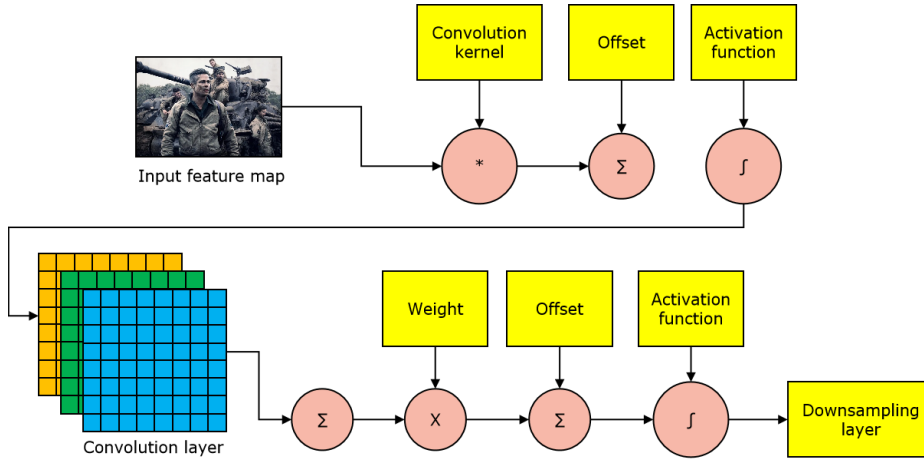 Convolution
kernel
Offset
Activation
function
Input feature map
*
Σ
∫
Weight
Offset
Activation
function
Σ
X
Σ
∫
Downsampling
layer
Convolution layer